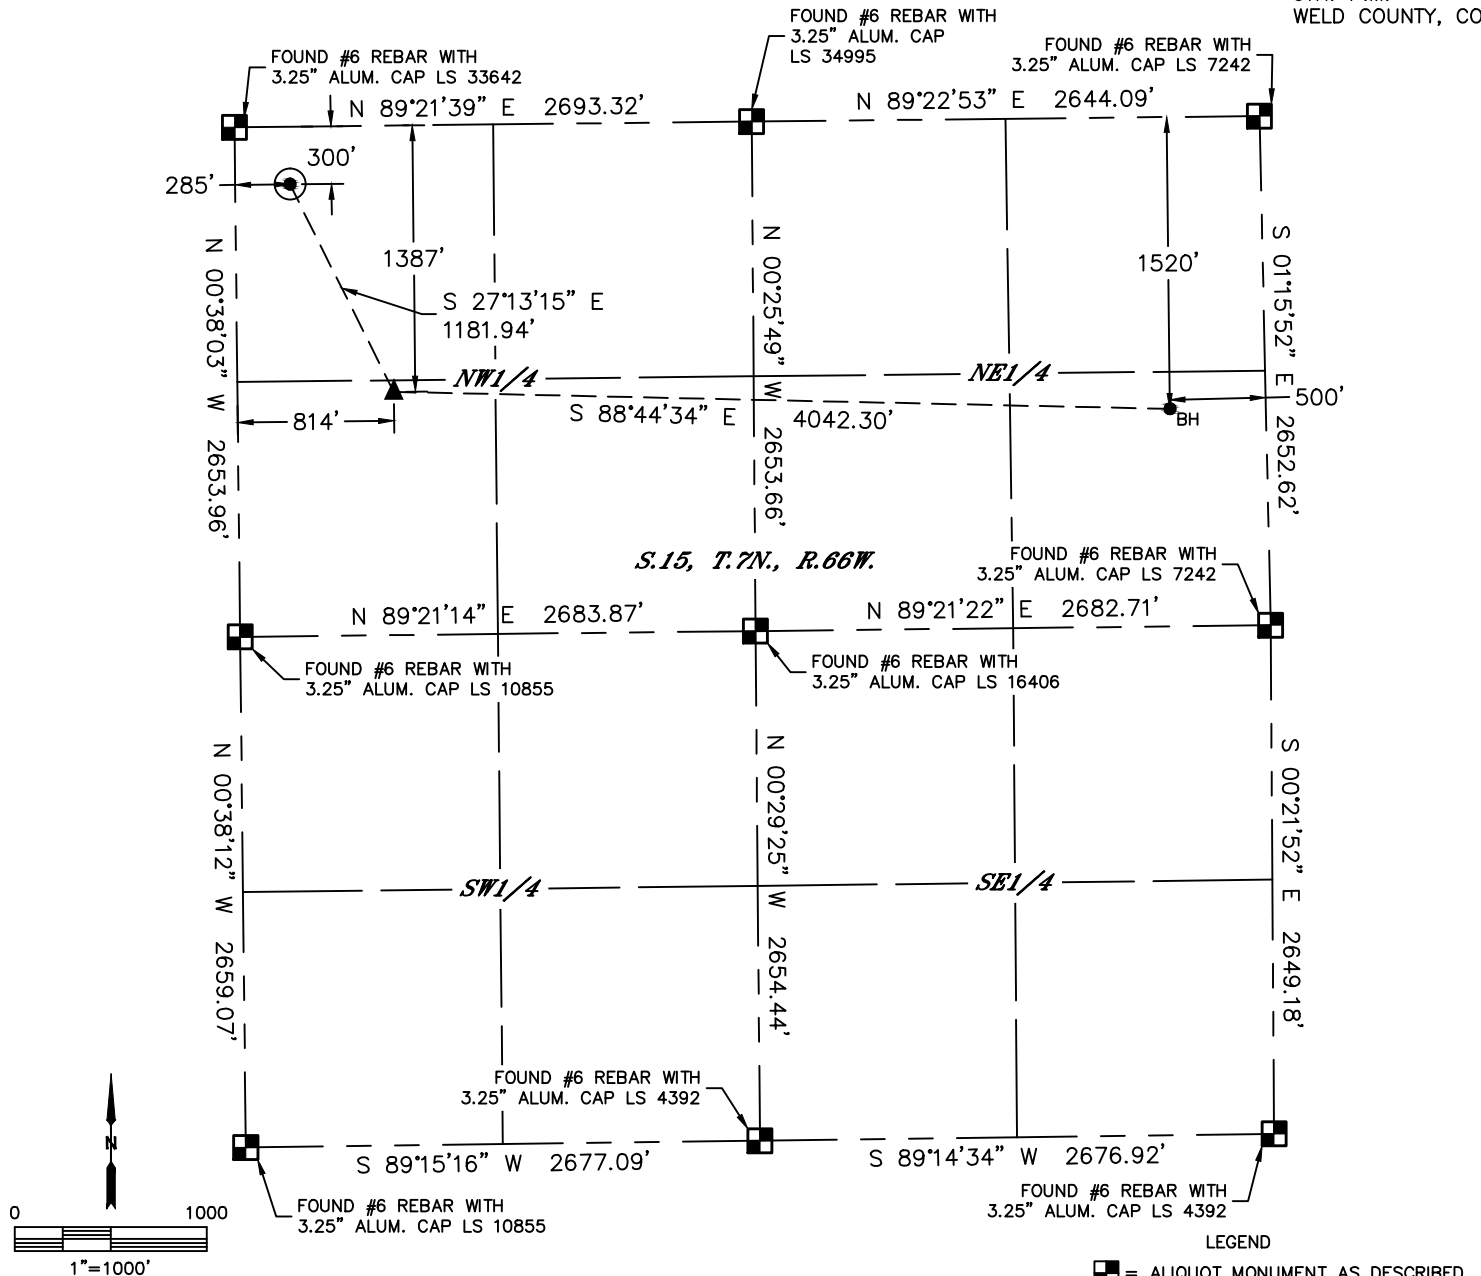 WELD COUNTY, CO
FOUND #6 REBAR WITH
3.25" ALUM. CAP LS 33642
FOUND #6 REBAR WITH
3.25" ALUM. CAP
LS 34995
FOUND #6 REBAR WITH
3.25" ALUM. CAP LS 7242
N 89°21'39" E 2693.32'
N 89°22'53" E 2644.09'
300'
285'
1387'
1520'
S 27°13'15" E
1181.94'
N 00°38'03" W 2653.96'
N 00°25'49" W 2653.66'
S 01°15'52" E 2652.62'
NW1/4
NE1/4
814'
S 88°44'34" E 4042.30'
500'
BH
S.15, T.7N., R.66W.
FOUND #6 REBAR WITH
3.25" ALUM. CAP LS 7242
N 89°21'14" E 2683.87'
N 89°21'22" E 2682.71'
FOUND #6 REBAR WITH
3.25" ALUM. CAP LS 10855
FOUND #6 REBAR WITH
3.25" ALUM. CAP LS 16406
N 00°38'12" W 2659.07'
N 00°29'25" W 2654.44'
S 00°21'52" E 2649.18'
SW1/4
SE1/4
FOUND #6 REBAR WITH
3.25" ALUM. CAP LS 4392
N
S 89°15'16" W 2677.09'
S 89°14'34" W 2676.92'
FOUND #6 REBAR WITH
3.25" ALUM. CAP LS 10855
FOUND #6 REBAR WITH
3.25" ALUM. CAP LS 4392
0 1000
1"=1000'
LEGEND
= ALIQUOT MONUMENT AS DESCRIBED